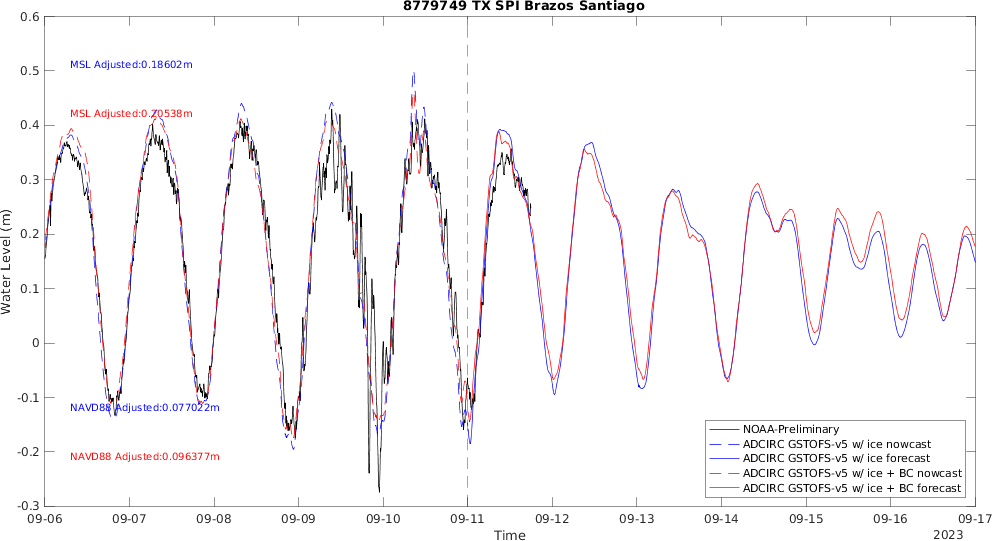 8779749 TX SPI Brazos Santiago
0.6
0.5
0.4
0.3
0.2
0.1
0
-0.1
-0.2
-0.3
Water Level (m)
MSL Adjusted:0.18602m
MSL Adjusted:0.20538m
NAVD88 Adjusted:0.077022m
NAVD88 Adjusted:0.096377m
NOAA-Preliminary
ADCIRC GSTOFS-v5 w/ ice nowcast
ADCIRC GSTOFS-v5 w/ ice forecast
ADCIRC GSTOFS-v5 w/ ice + BC nowcast
ADCIRC GSTOFS-v5 w/ ice + BC forecast
09-06 09-07 09-08 09-09 09-10 09-11 09-12 09-13 09-14 09-15 09-16 09-17
Time
2023